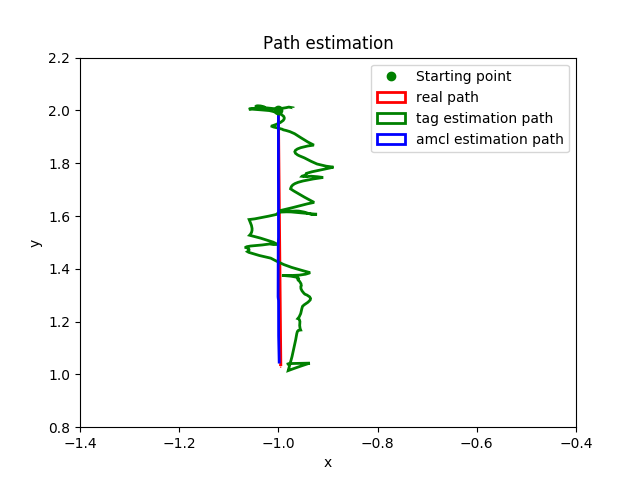 Path estimation
Starting point
real path
tag estimation path
amcl estimation path
y
2.2
2.0
1.8
1.6
1.4
1.2
1.0
0.8
−1.4 −1.2 −1.0 −0.8 −0.6 −0.4
x